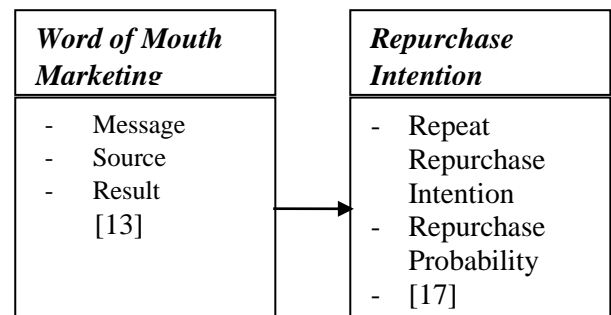 Word of Mouth
Marketing
- Message
- Source
- Result
[13]
Repurchase
Intention
- Repeat
Repurchase
Intention
- Repurchase
Probability
- [17]